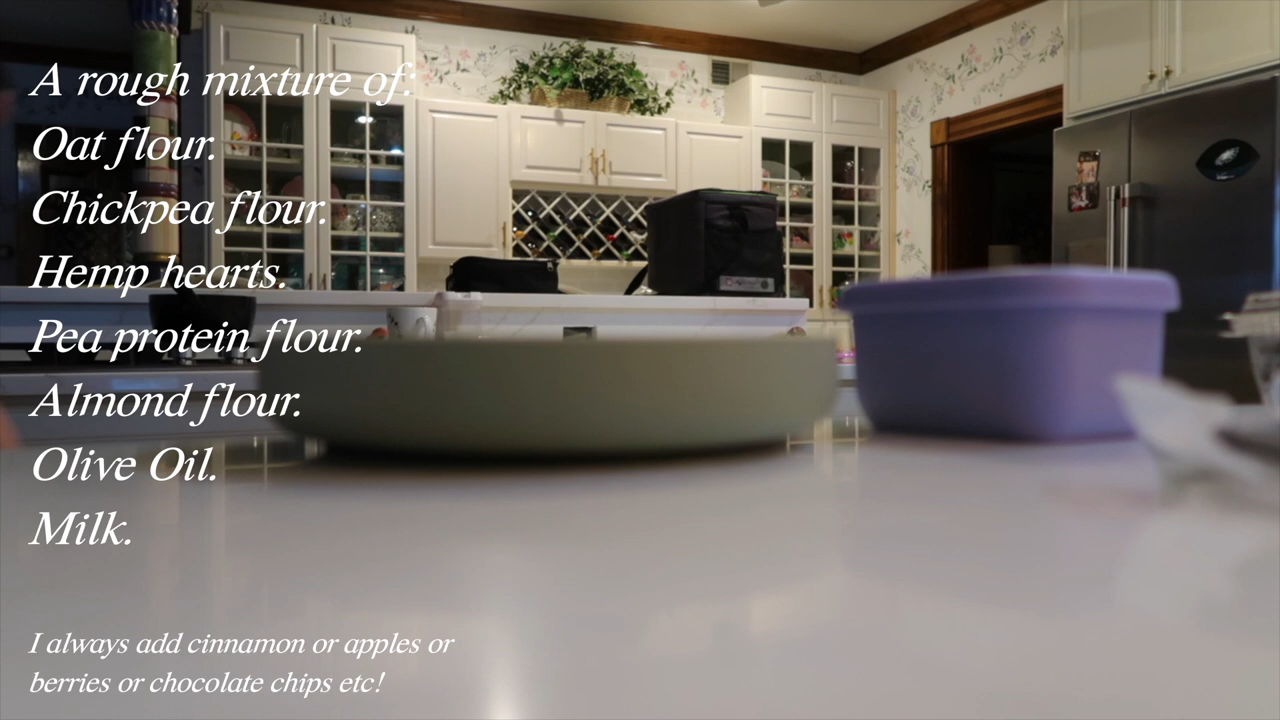 A rough mixture of:
Oat flour.
Chickpea flour.
Hemp hearts.
Pea protein flour.
Almond flour.
Olive Oil.
Milk.
I always add cinnamon or apples or
berries or chocolate chips etc!